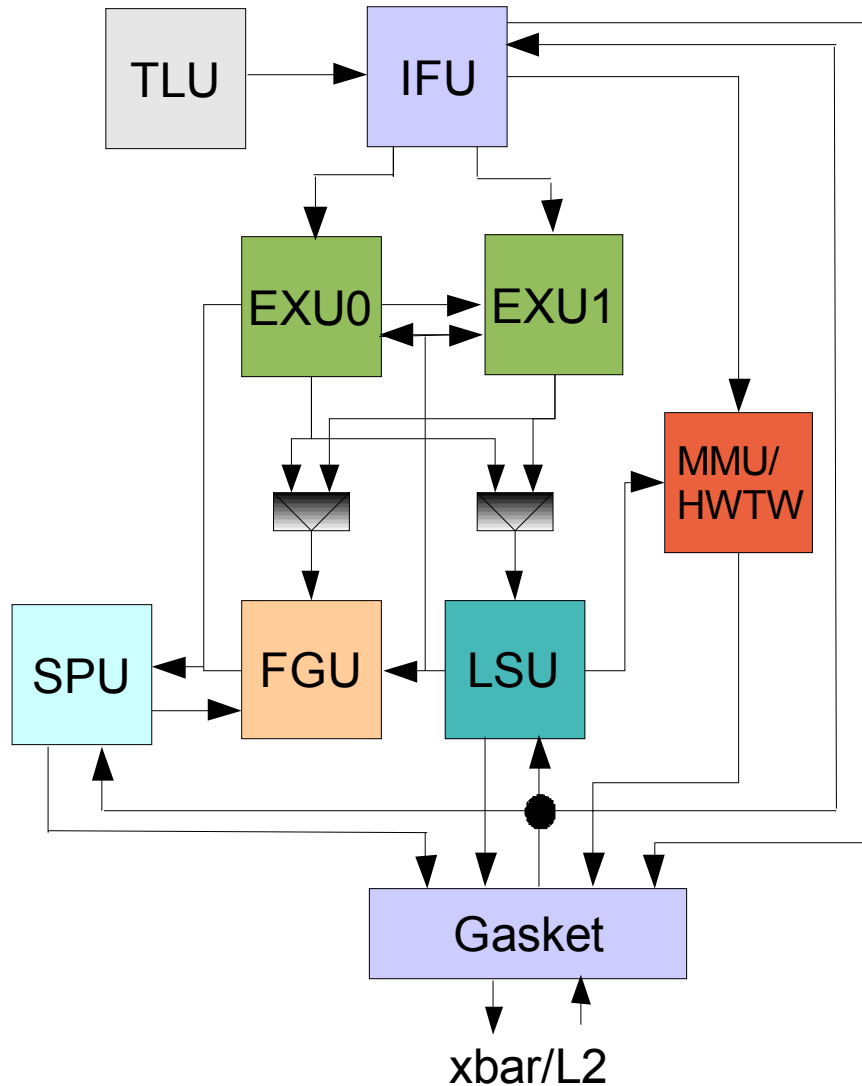 TLU
IFU
EXU0
EXU1
MMU/
HWTW
SPU
FGU
LSU
Gasket
xbar/L2